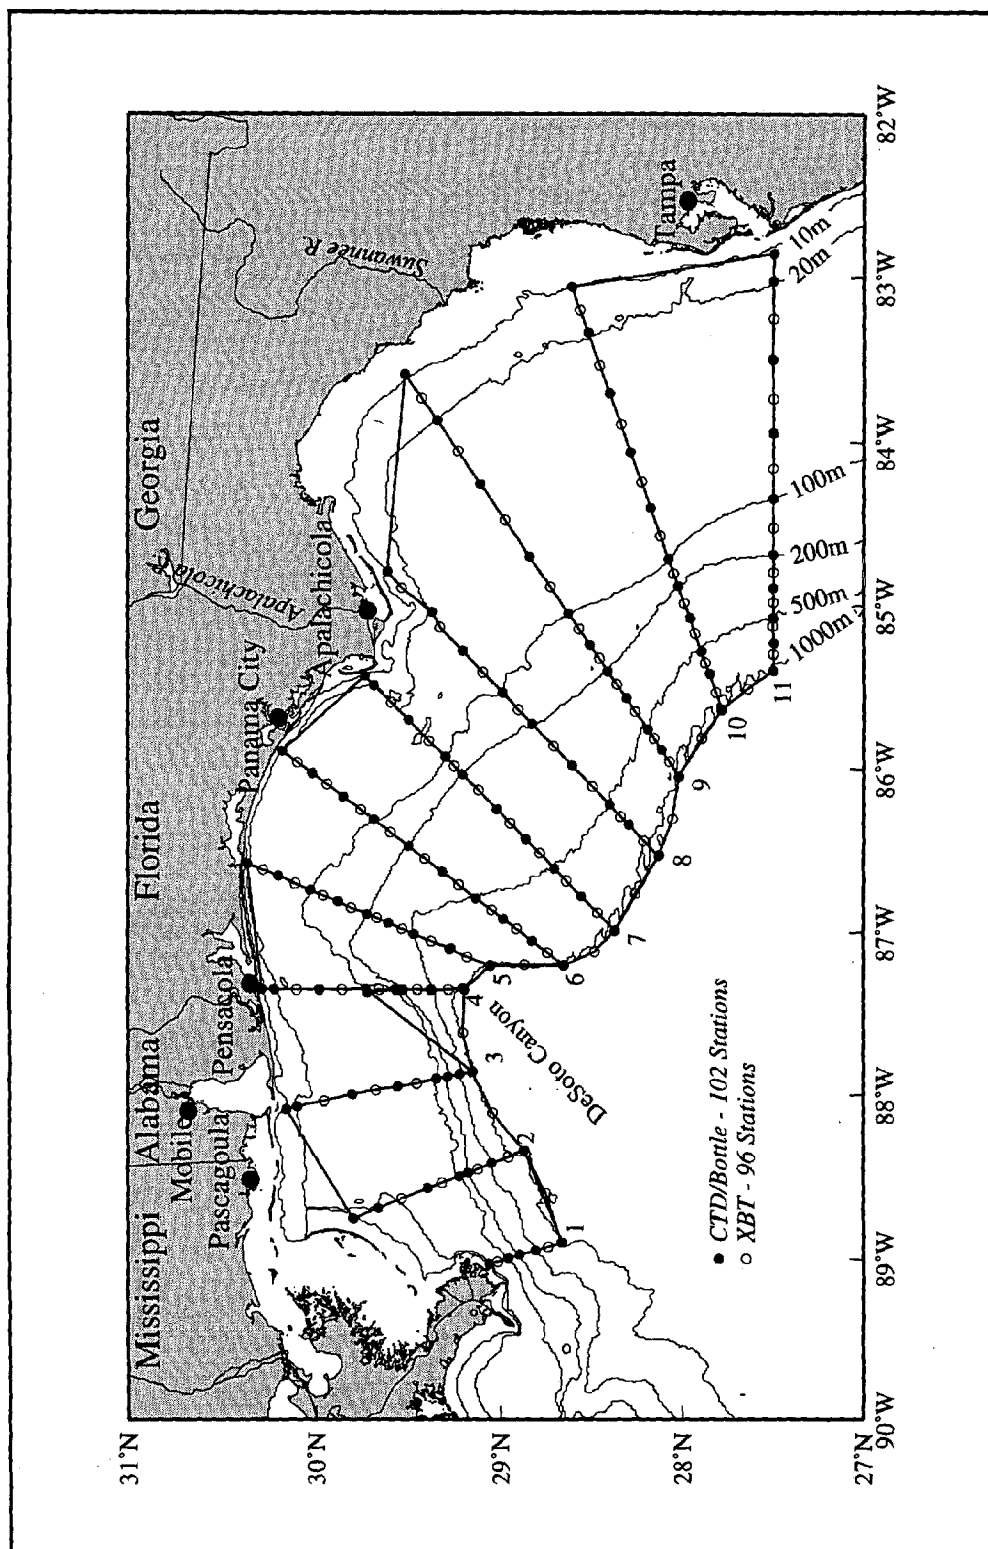 Mississippi
Alabama
Florida
Georgia
Mobile
Pascagoula
Pensacola
Panama City
Apalachicola
Apalachicola R.
Suwannee R.
Tampa
31°N
30°N
29°N
28°N
27°N
90°W
89°W
88°W
87°W
86°W
85°W
84°W
83°W
82°W
1
2
3
4
5
6
7
8
9
10
11
DeSoto Canyon
10m
20m
100m
200m
500m
1000m
● CTD/Bottle - 102 Stations
○ XBT - 96 Stations